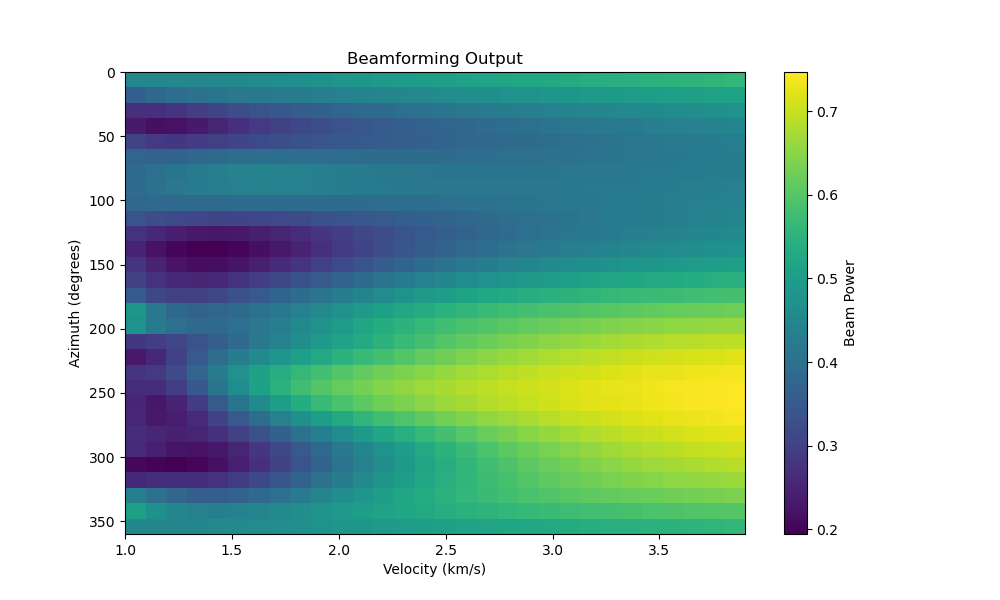 Beamforming Output
Azimuth (degrees)
0
50
100
150
200
250
300
350
1.0 1.5 2.0 2.5 3.0 3.5
Velocity (km/s)
0.7
0.6
0.5
0.4
0.3
0.2
Beam Power